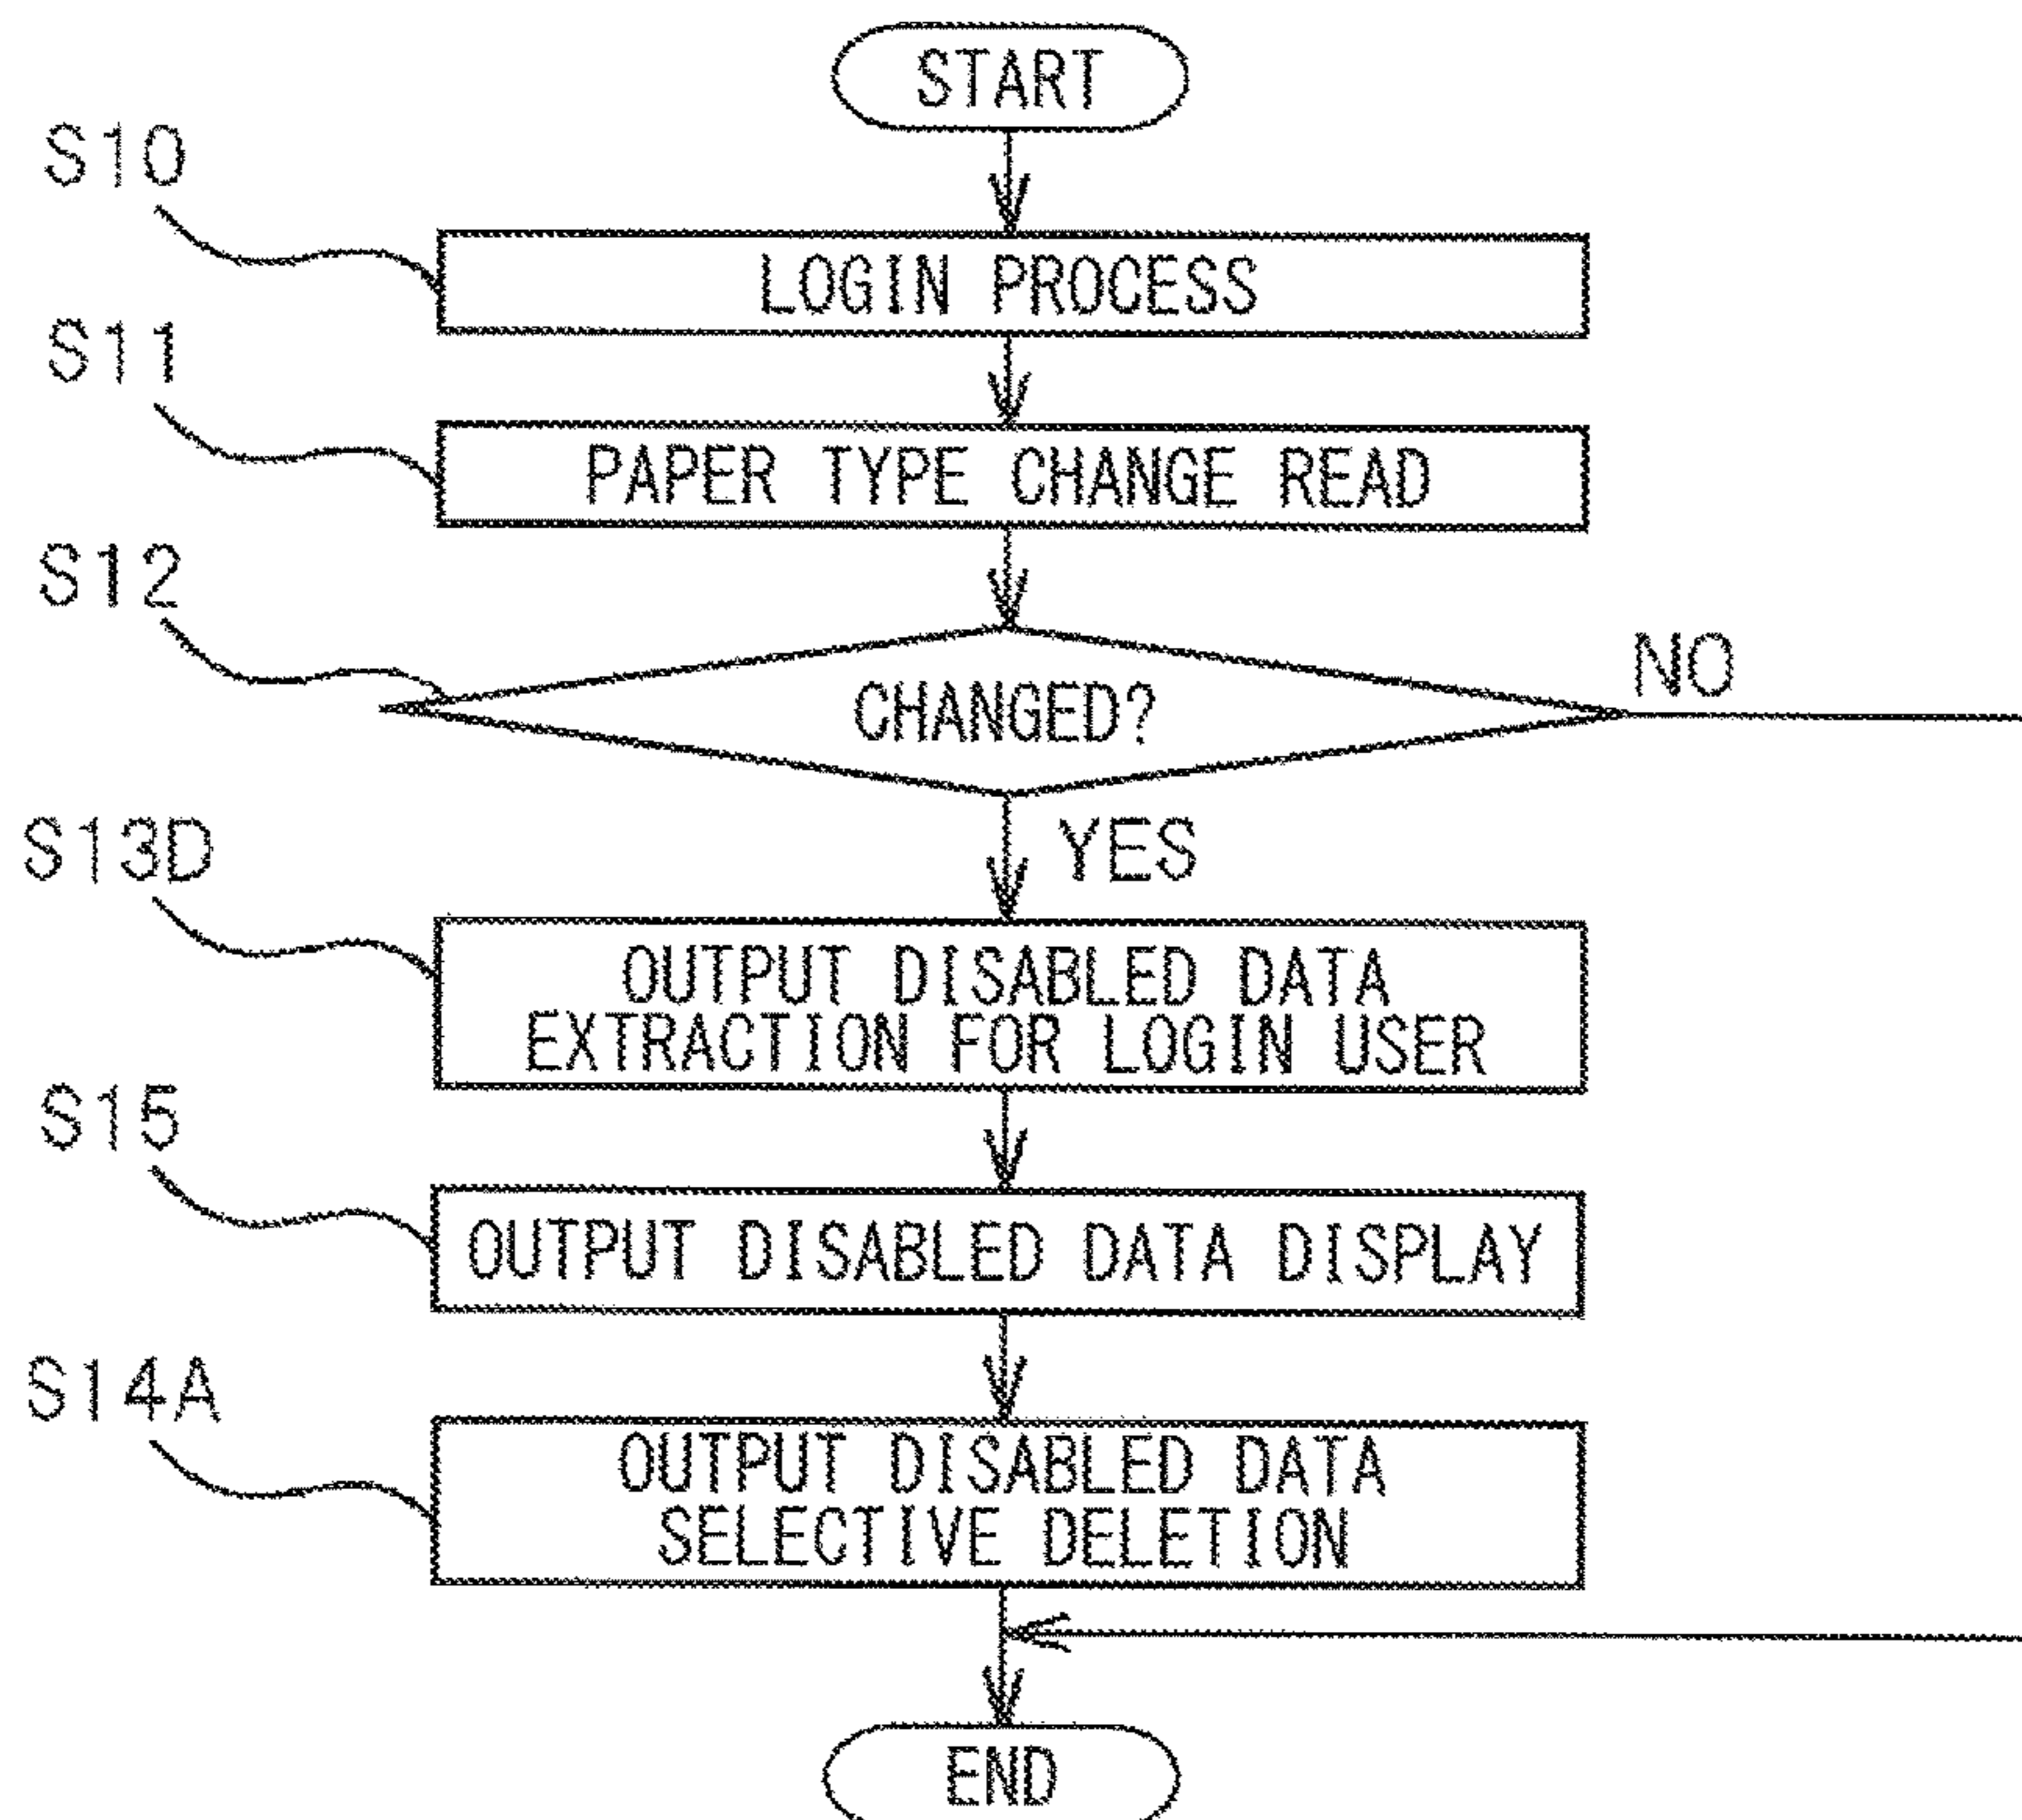 START
S10
LOGIN PROCESS
S11
PAPER TYPE CHANGE READ
S12
CHANGED?
NO
YES
S13D
OUTPUT DISABLED DATA
EXTRACTION FOR LOGIN USER
S15
OUTPUT DISABLED DATA DISPLAY
S14A
OUTPUT DISABLED DATA
SELECTIVE DELETION
END